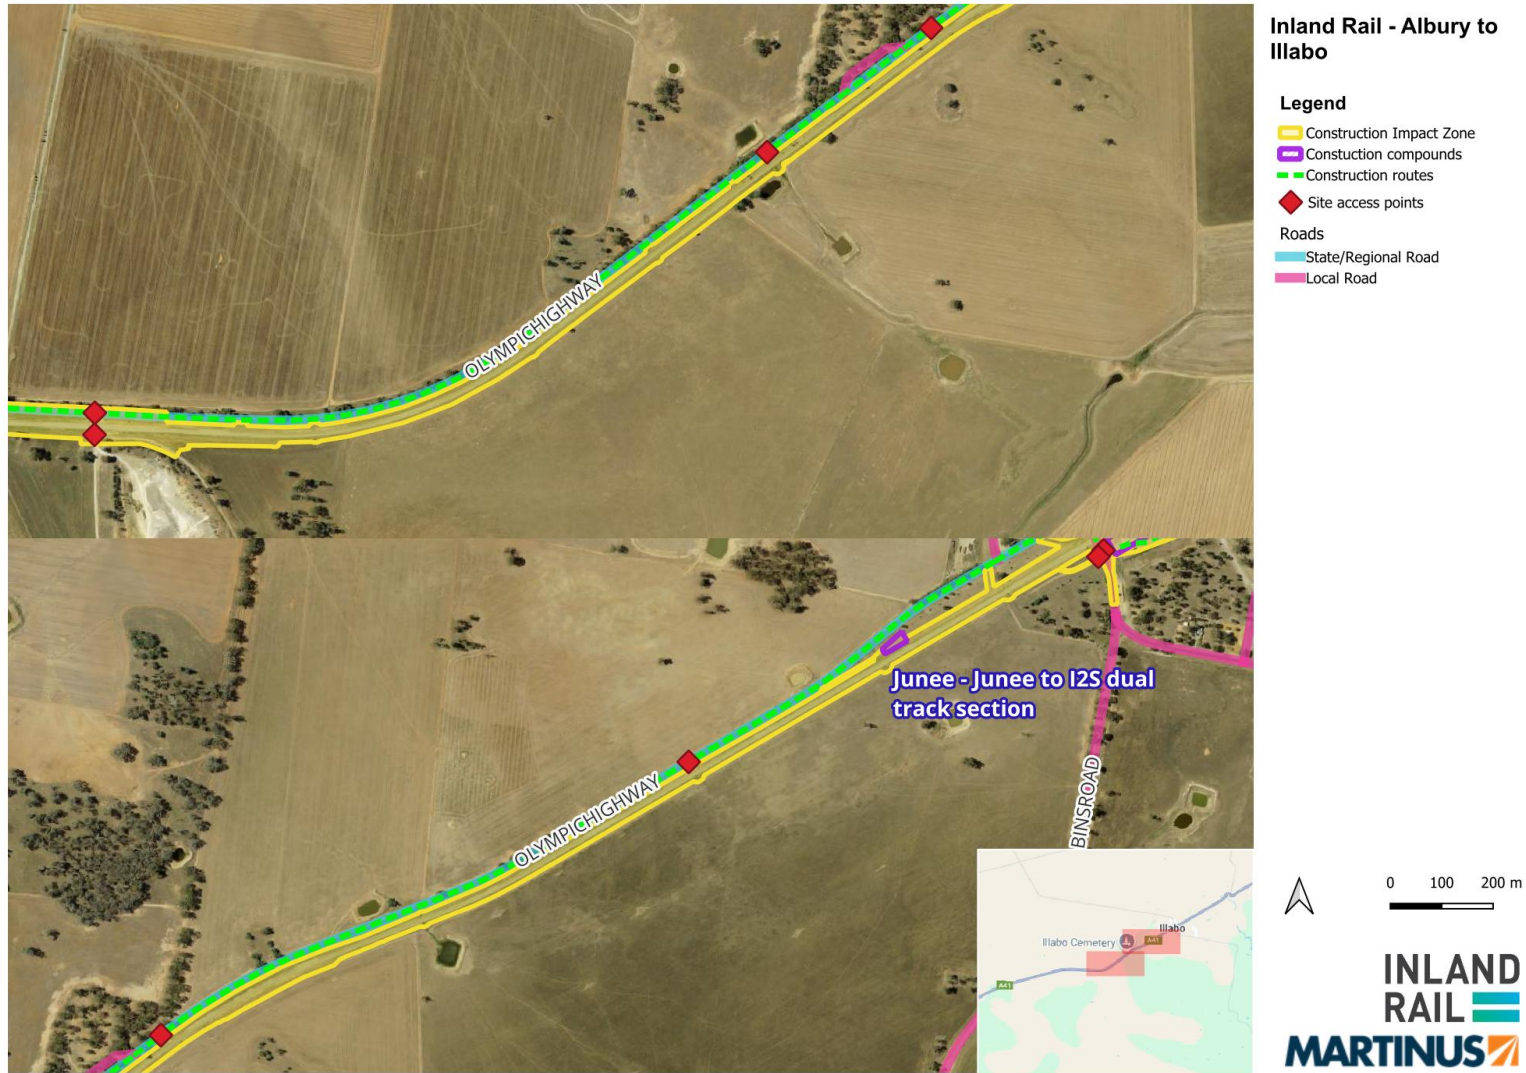 Inland Rail - Albury to
Illabo
Legend
Construction Impact Zone
Constuction compounds
Construction routes
Site access points
Roads
State/Regional Road
Local Road
OLYMPICHIGHWAY
Junee - Junee to I2S dual
track section
OLYMPICHIGHWAY
BINSROAD
Illabo
Illabo Cemetery
A41
A41
0 100 200 m
INLAND
RAIL
MARTINUS